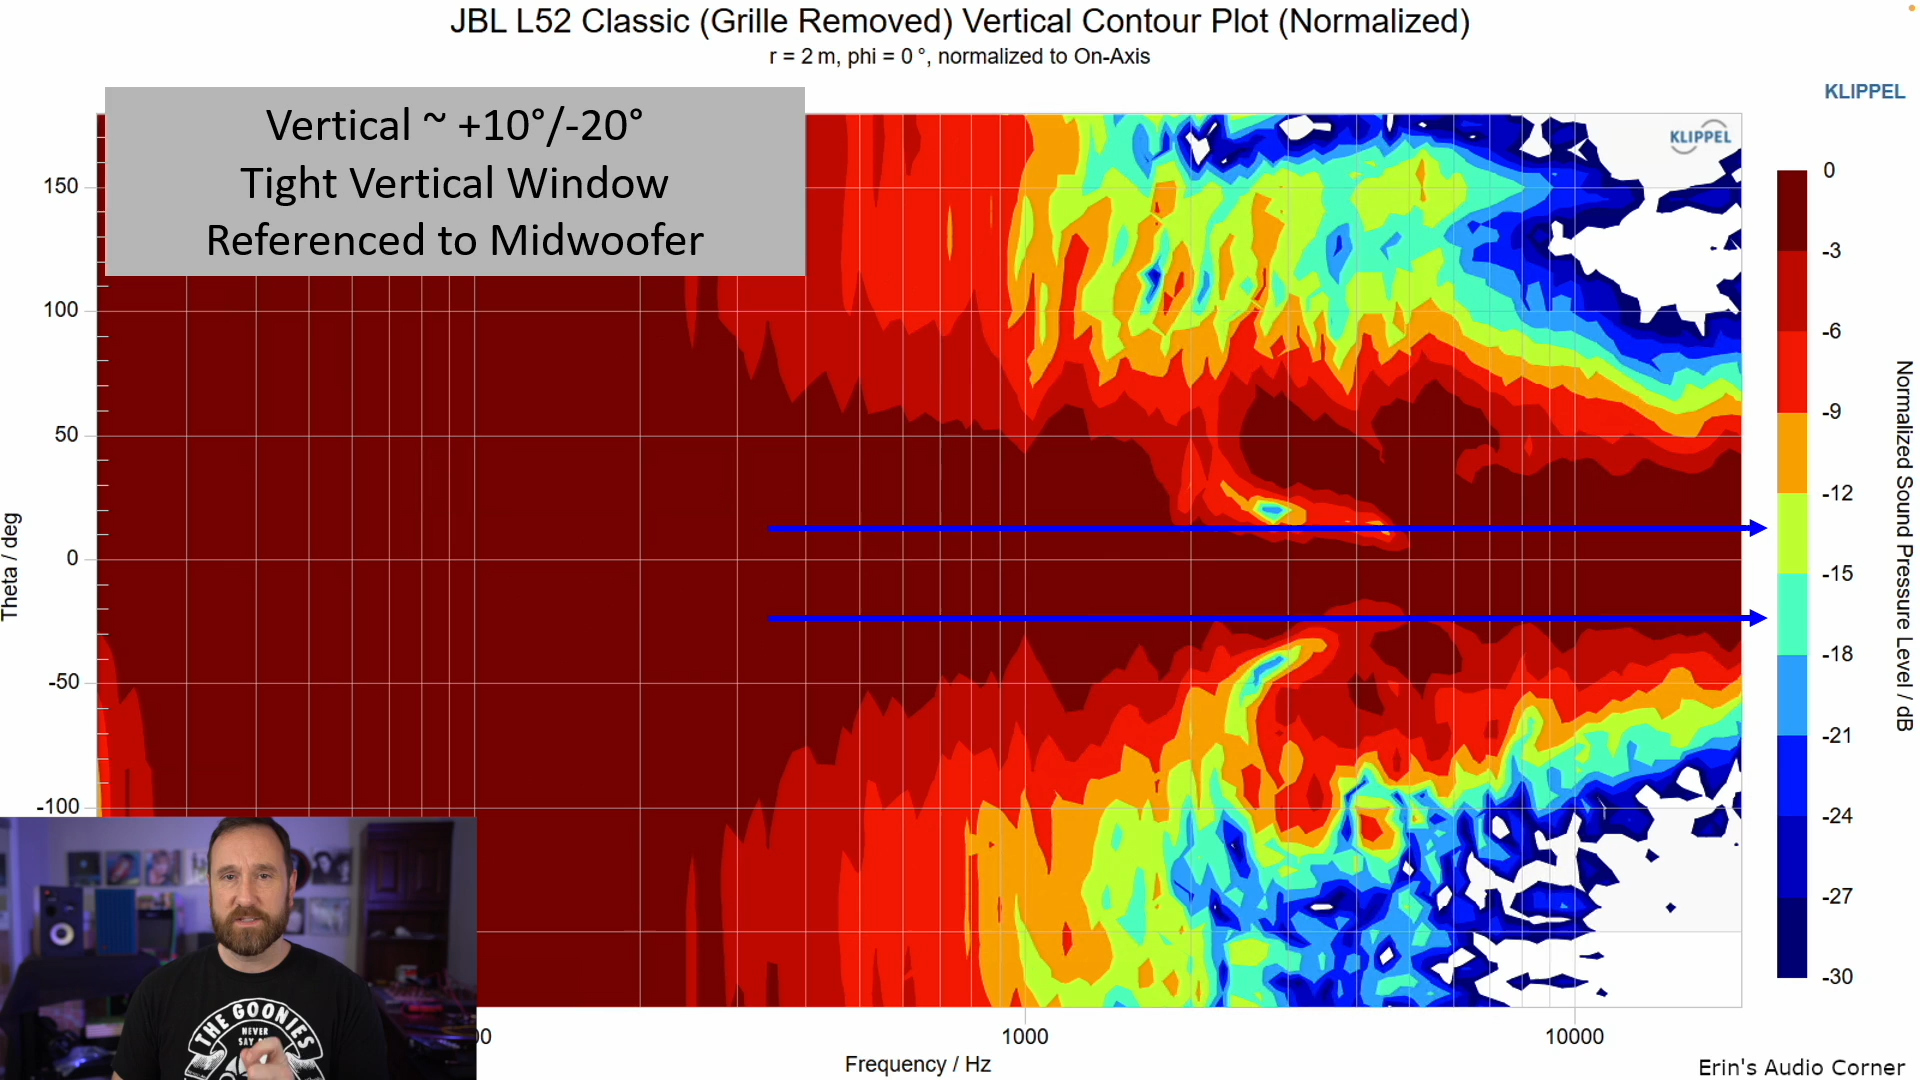 JBL L52 Classic (Grille Removed) Vertical Contour Plot (Normalized)
r = 2 m, phi = 0 °, normalized to On-Axis
KLIPPEL
Vertical ~ +10°/-20°
Tight Vertical Window
Referenced to Midwoofer
KLIPPEL
150
100
50
0
-50
-100
Theta / deg
0
-3
-6
-9
-12
-15
-18
-21
-24
-27
-30
Normalized Sound Pressure Level / dB
00
1000
10000
Frequency / Hz
THE GOONIES
NEVER
SAY
Erin's Audio Corner